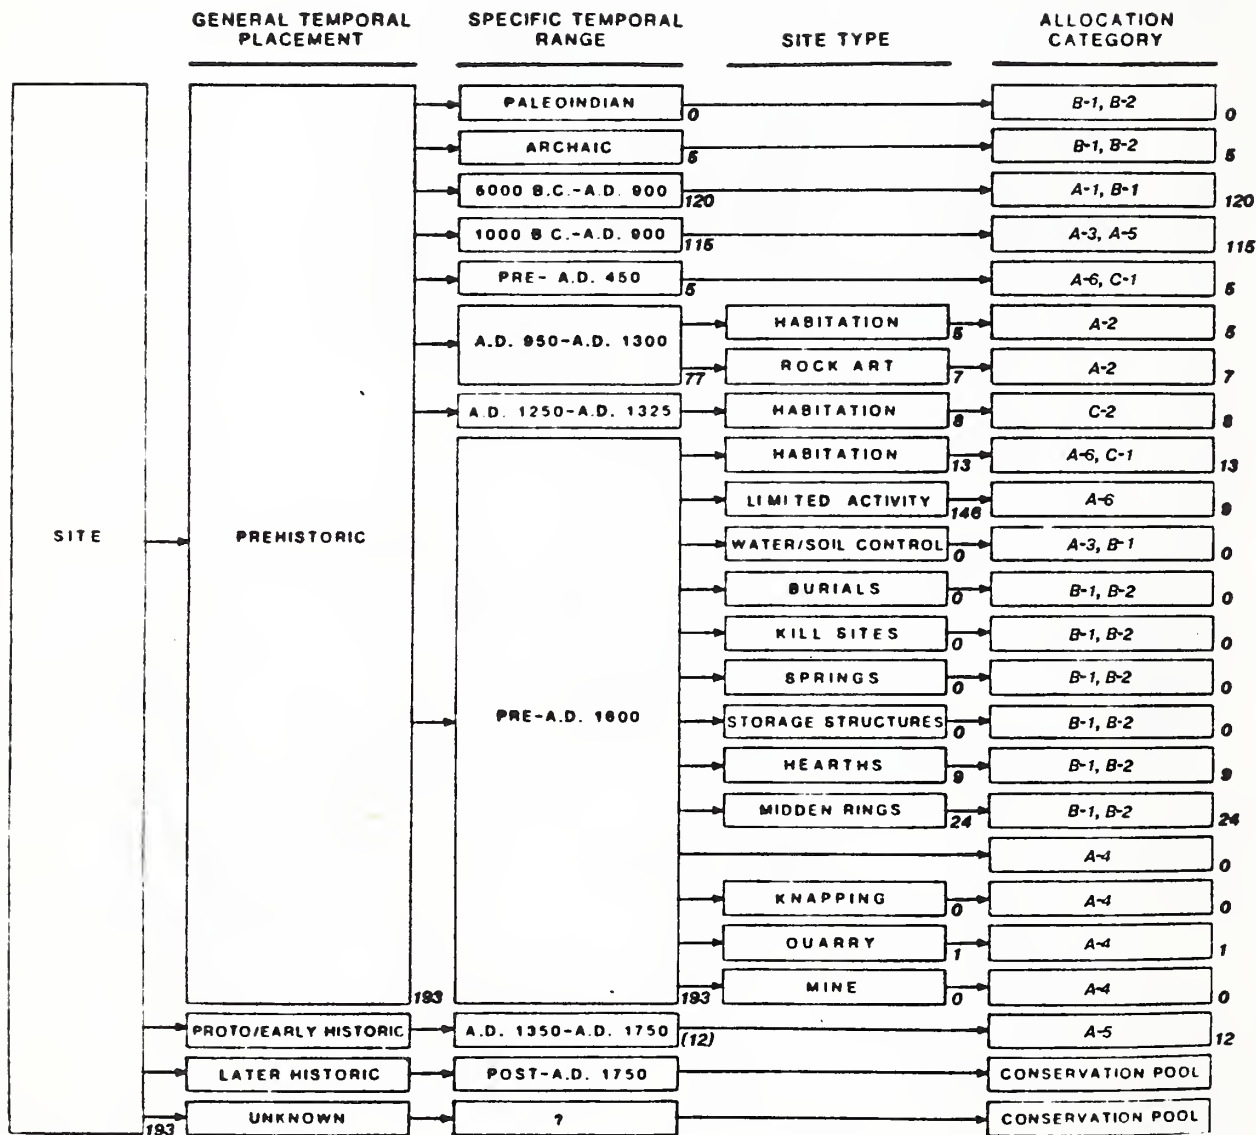 GENERAL TEMPORAL PLACEMENT
SPECIFIC TEMPORAL RANGE
SITE TYPE
ALLOCATION CATEGORY
PALEOINDIAN 0 B-1, B-2 0
ARCHAIC 5 B-1, B-2 5
5000 B.C.-A.D. 900 120 A-1, B-1 120
1000 B C.-A.D. 900 115 A-3, A-5 115
PRE- A.D. 450 5 A-6, C-1 5
A.D. 950-A.D. 1300 77
HABITATION 5 A-2 5
ROCK ART 7 A-2 7
A.D. 1250-A.D. 1325 HABITATION 8 C-2 8
HABITATION 13 A-6, C-1 13
LIMITED ACTIVITY 146 A-6 9
SITE 193
PREHISTORIC 193
WATER/SOIL CONTROL 0 A-3, B-1 0
BURIALS 0 B-1, B-2 0
KILL SITES 0 B-1, B-2 0
SPRINGS 0 B-1, B-2 0
PRE-A.D. 1600 193
STORAGE STRUCTURES 0 B-1, B-2 0
HEARTHS 9 B-1, B-2 9
MIDDEN RINGS 24 B-1, B-2 24
A-4 0
KNAPPING 0 A-4 0
QUARRY 1 A-4 1
MINE 0 A-4 0
PROTO/EARLY HISTORIC A.D. 1350-A.D. 1750 (12) A-5 12
LATER HISTORIC POST-A.D. 1750 CONSERVATION POOL
UNKNOWN ? CONSERVATION POOL